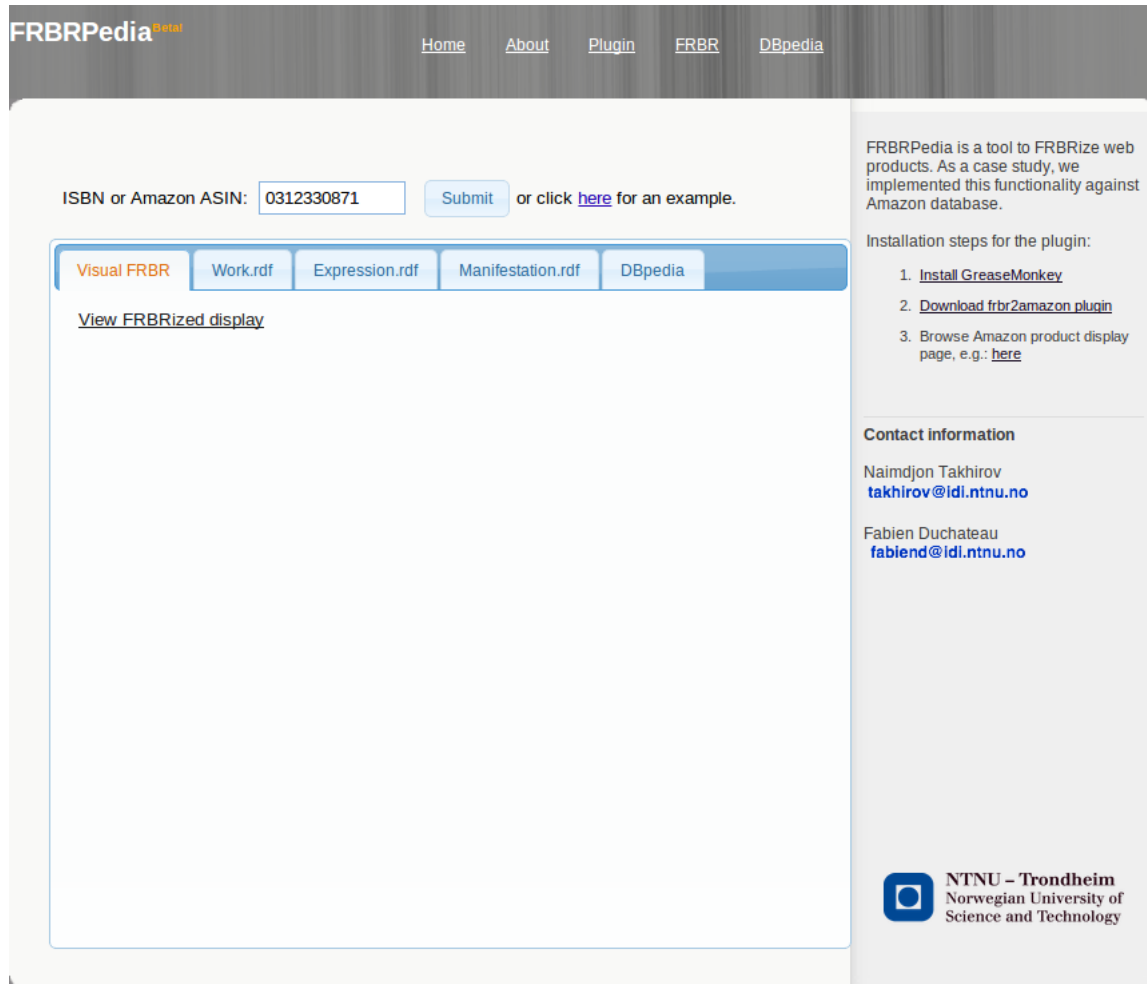 FRBRPedia Beta!
Home About Plugin FRBR DBpedia
ISBN or Amazon ASIN: 0312330871 Submit or click here for an example.
Visual FRBR Work.rdf Expression.rdf Manifestation.rdf DBpedia
View FRBRized display
FRBRPedia is a tool to FRBRize web
products. As a case study, we
implemented this functionality against
Amazon database.
Installation steps for the plugin:
1. Install GreaseMonkey
2. Download frbr2amazon plugin
3. Browse Amazon product display
page, e.g.: here
Contact information
Naimdjon Takhirov
takhirov@idi.ntnu.no
Fabien Duchateau
fabiend@idi.ntnu.no
NTNU – Trondheim
Norwegian University of
Science and Technology